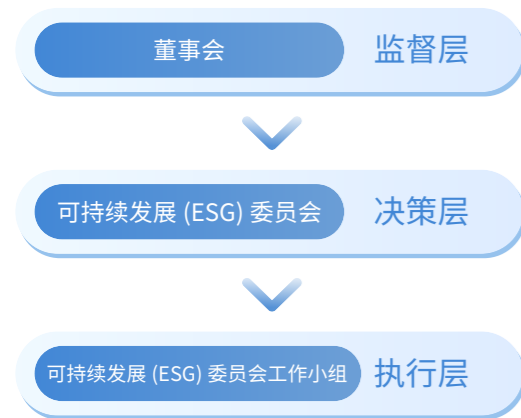 董事会 监督层
可持续发展 (ESG) 委员会 决策层
可持续发展 (ESG) 委员会工作小组 执行层